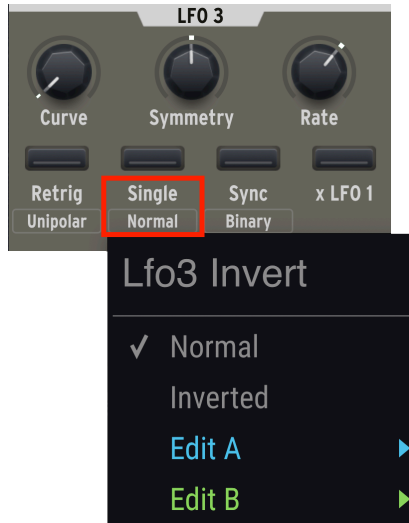 LFO 3
Curve Symmetry Rate
Retrig Single Sync x LFO 1
Unipolar Normal Binary
Lfo3 Invert
✓ Normal
Inverted
Edit A
Edit B